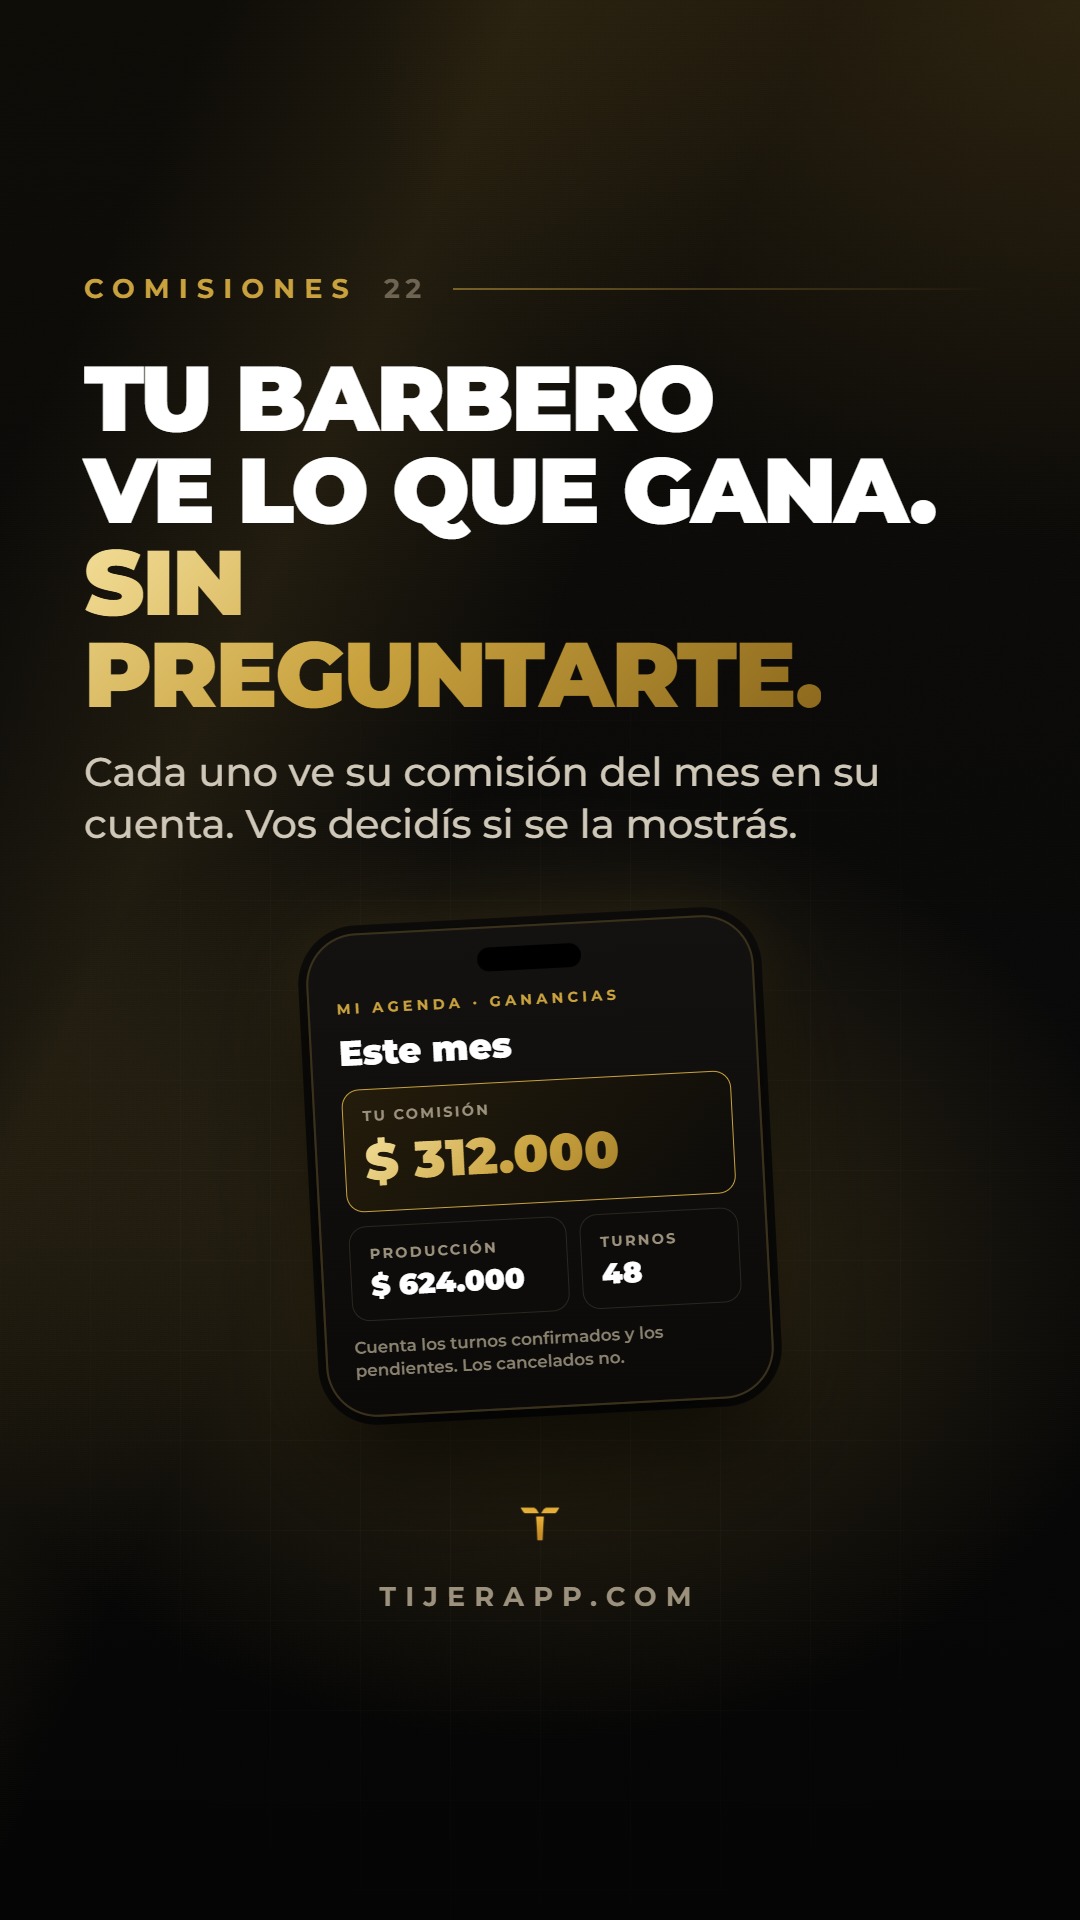 COMISIONES 22
TU BARBERO
VE LO QUE GANA.
SIN
PREGUNTARTE.
Cada uno ve su comisión del mes en su
cuenta. Vos decidís si se la mostrás.
MI AGENDA · GANANCIAS
Este mes
TU COMISIÓN
$ 312.000
PRODUCCIÓN
$ 624.000
TURNOS
48
Cuenta los turnos confirmados y los
pendientes. Los cancelados no.
TIJERAPP.COM